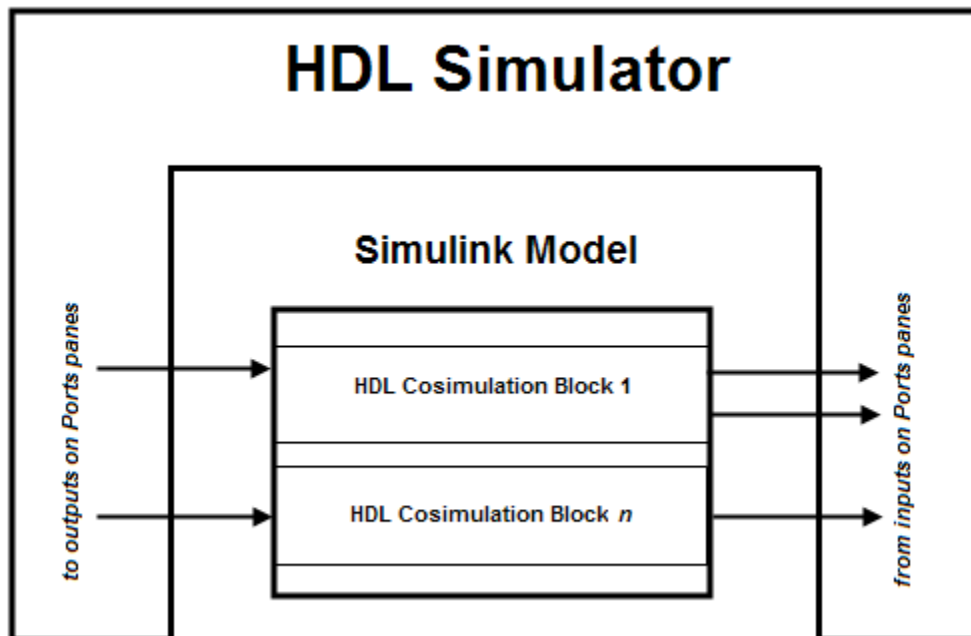 HDL Simulator
Simulink Model
to outputs on Ports panes
HDL Cosimulation Block 1
HDL Cosimulation Block n
from inputs on Ports panes